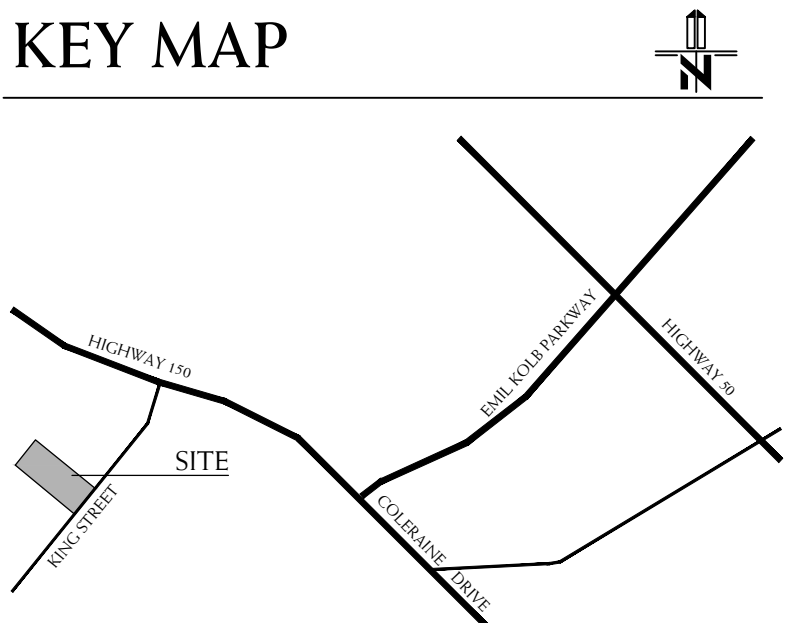 KEY MAP
N
HIGHWAY 150
EMIL KOLB PARKWAY
HIGHWAY 50
SITE
KING STREET
COLERAINE DRIVE